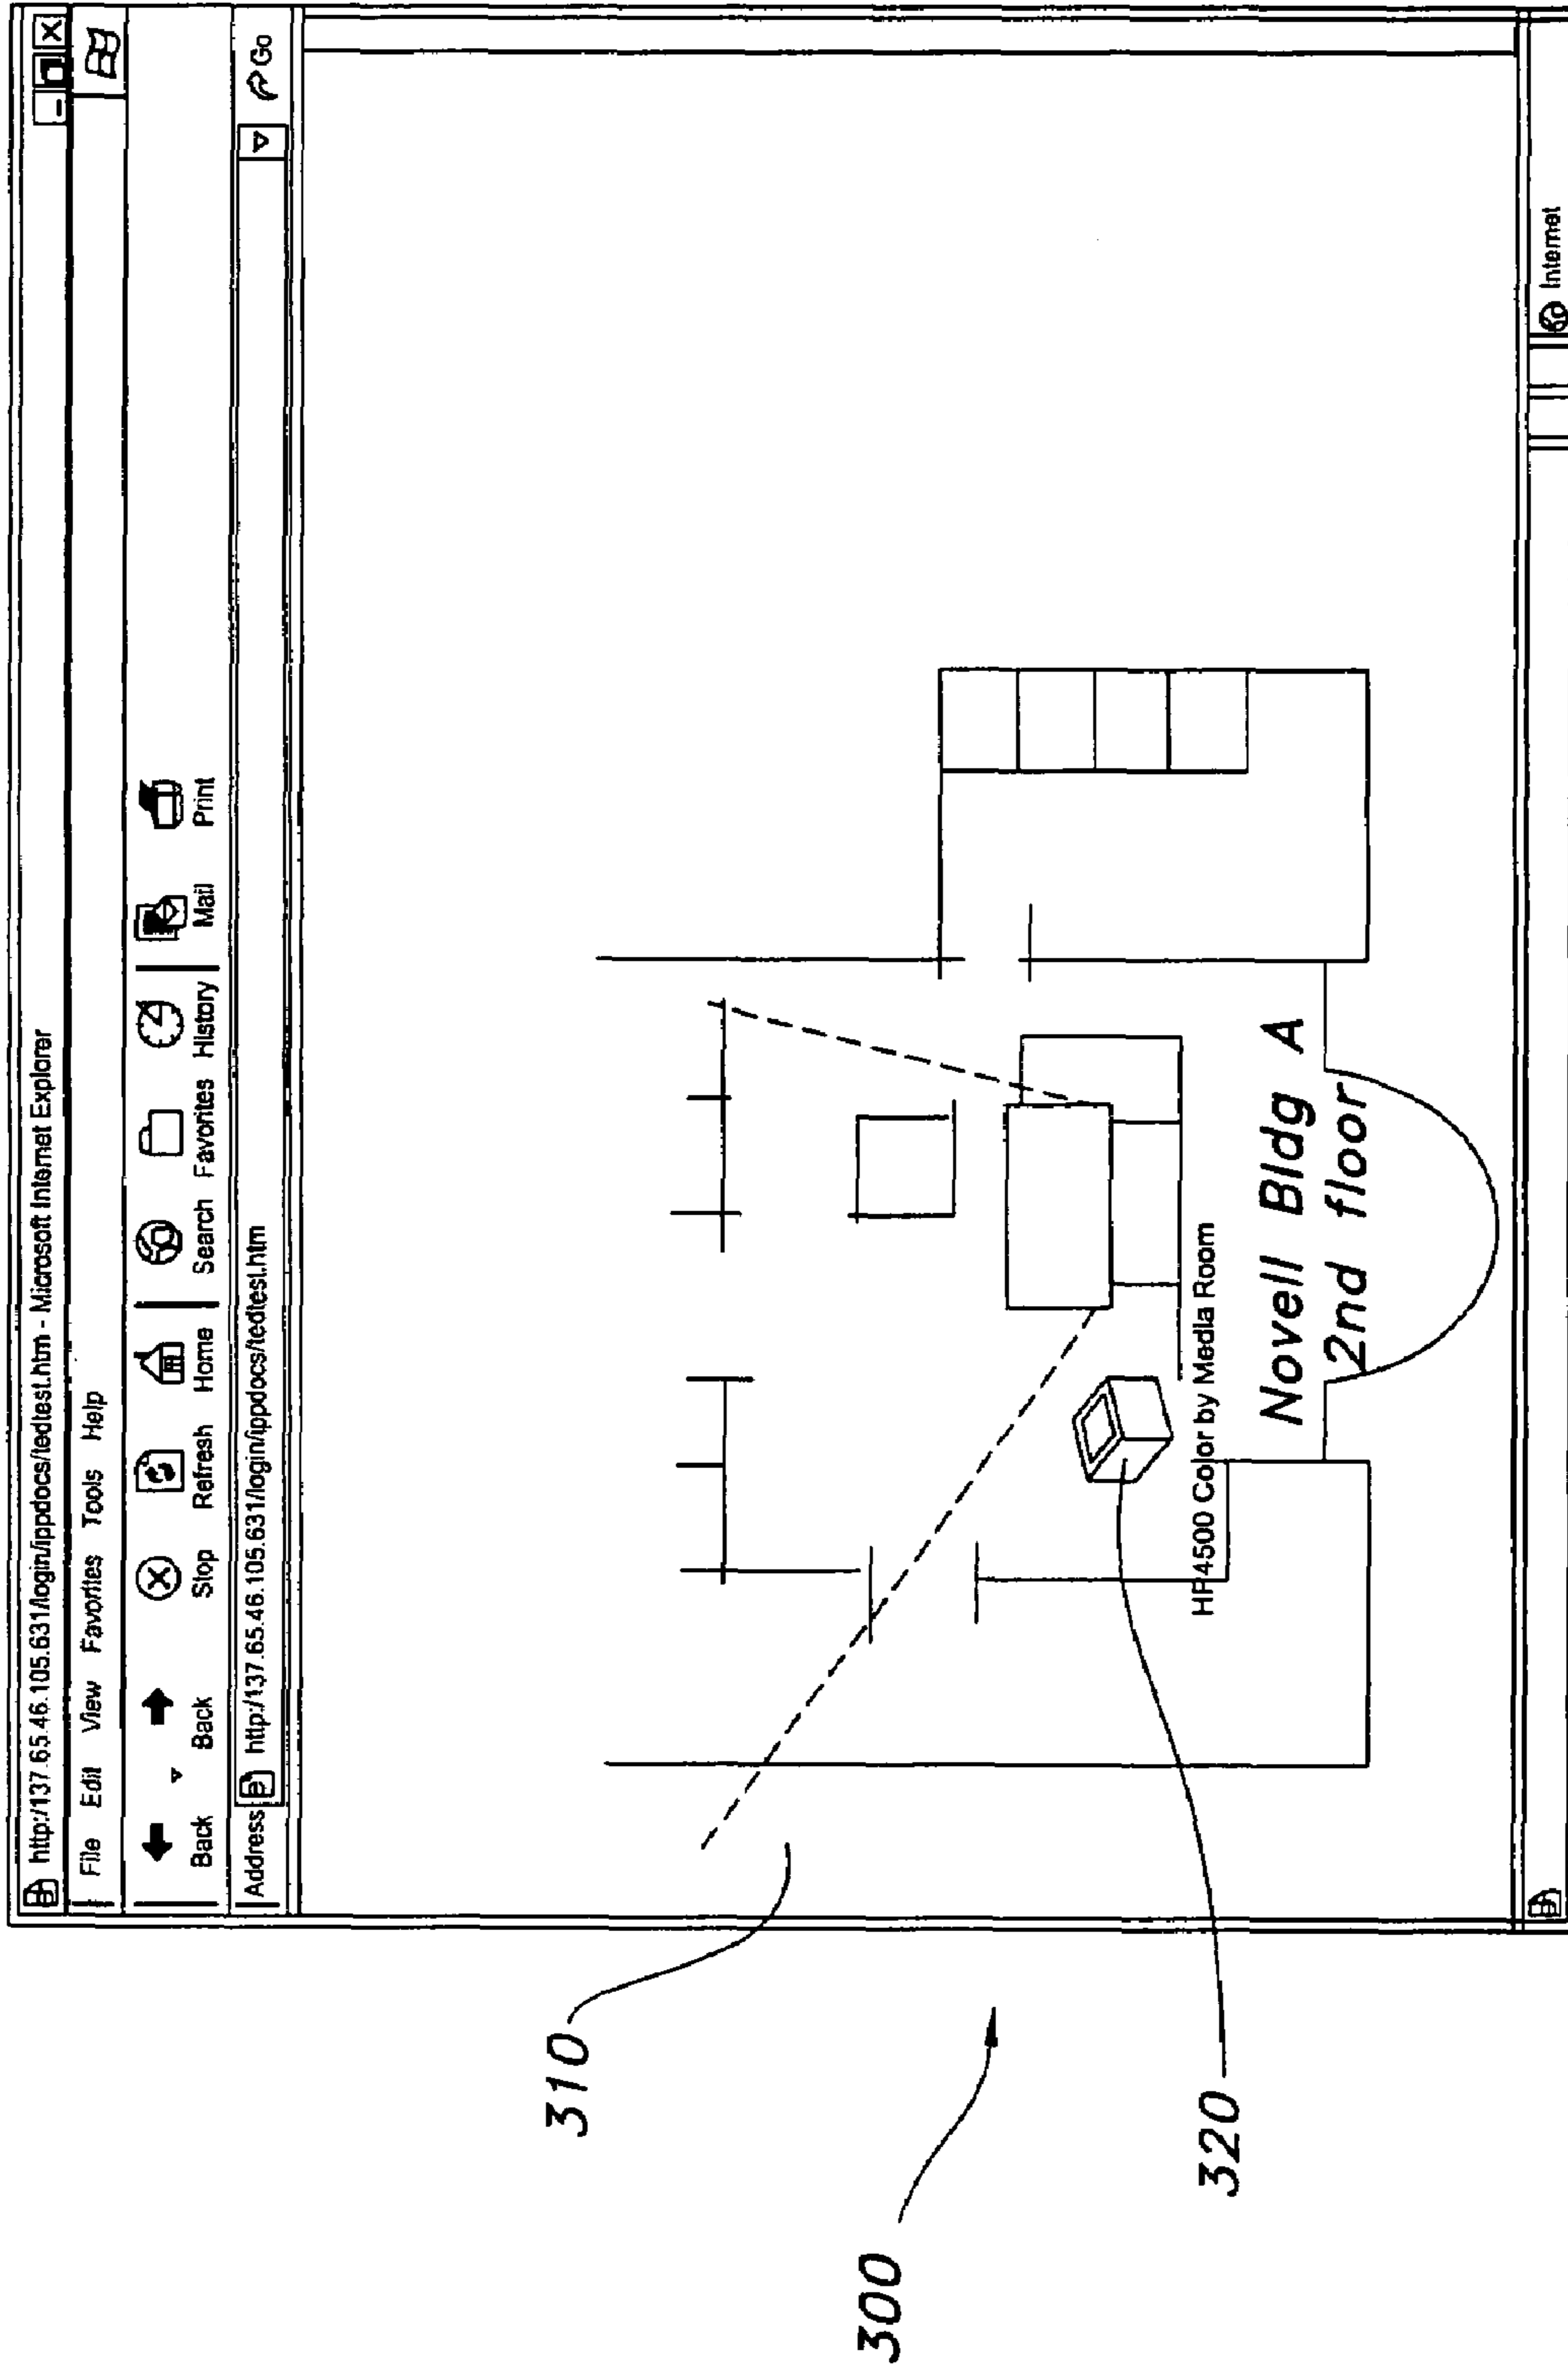 http:/137.65.46.105.631/login/ippdocs/tedtest.htm - Microsoft Internet Explorer
File Edit View Favorites Tools Help
Back Back Stop Refresh Home Search Favorites History Mail Print
Address http:/137.65.46.105.631/login/ippdocs/tedtest.htm Go
HP4500 Color by Media Room
Novell Bldg A
2nd floor
Internet
310
300
320